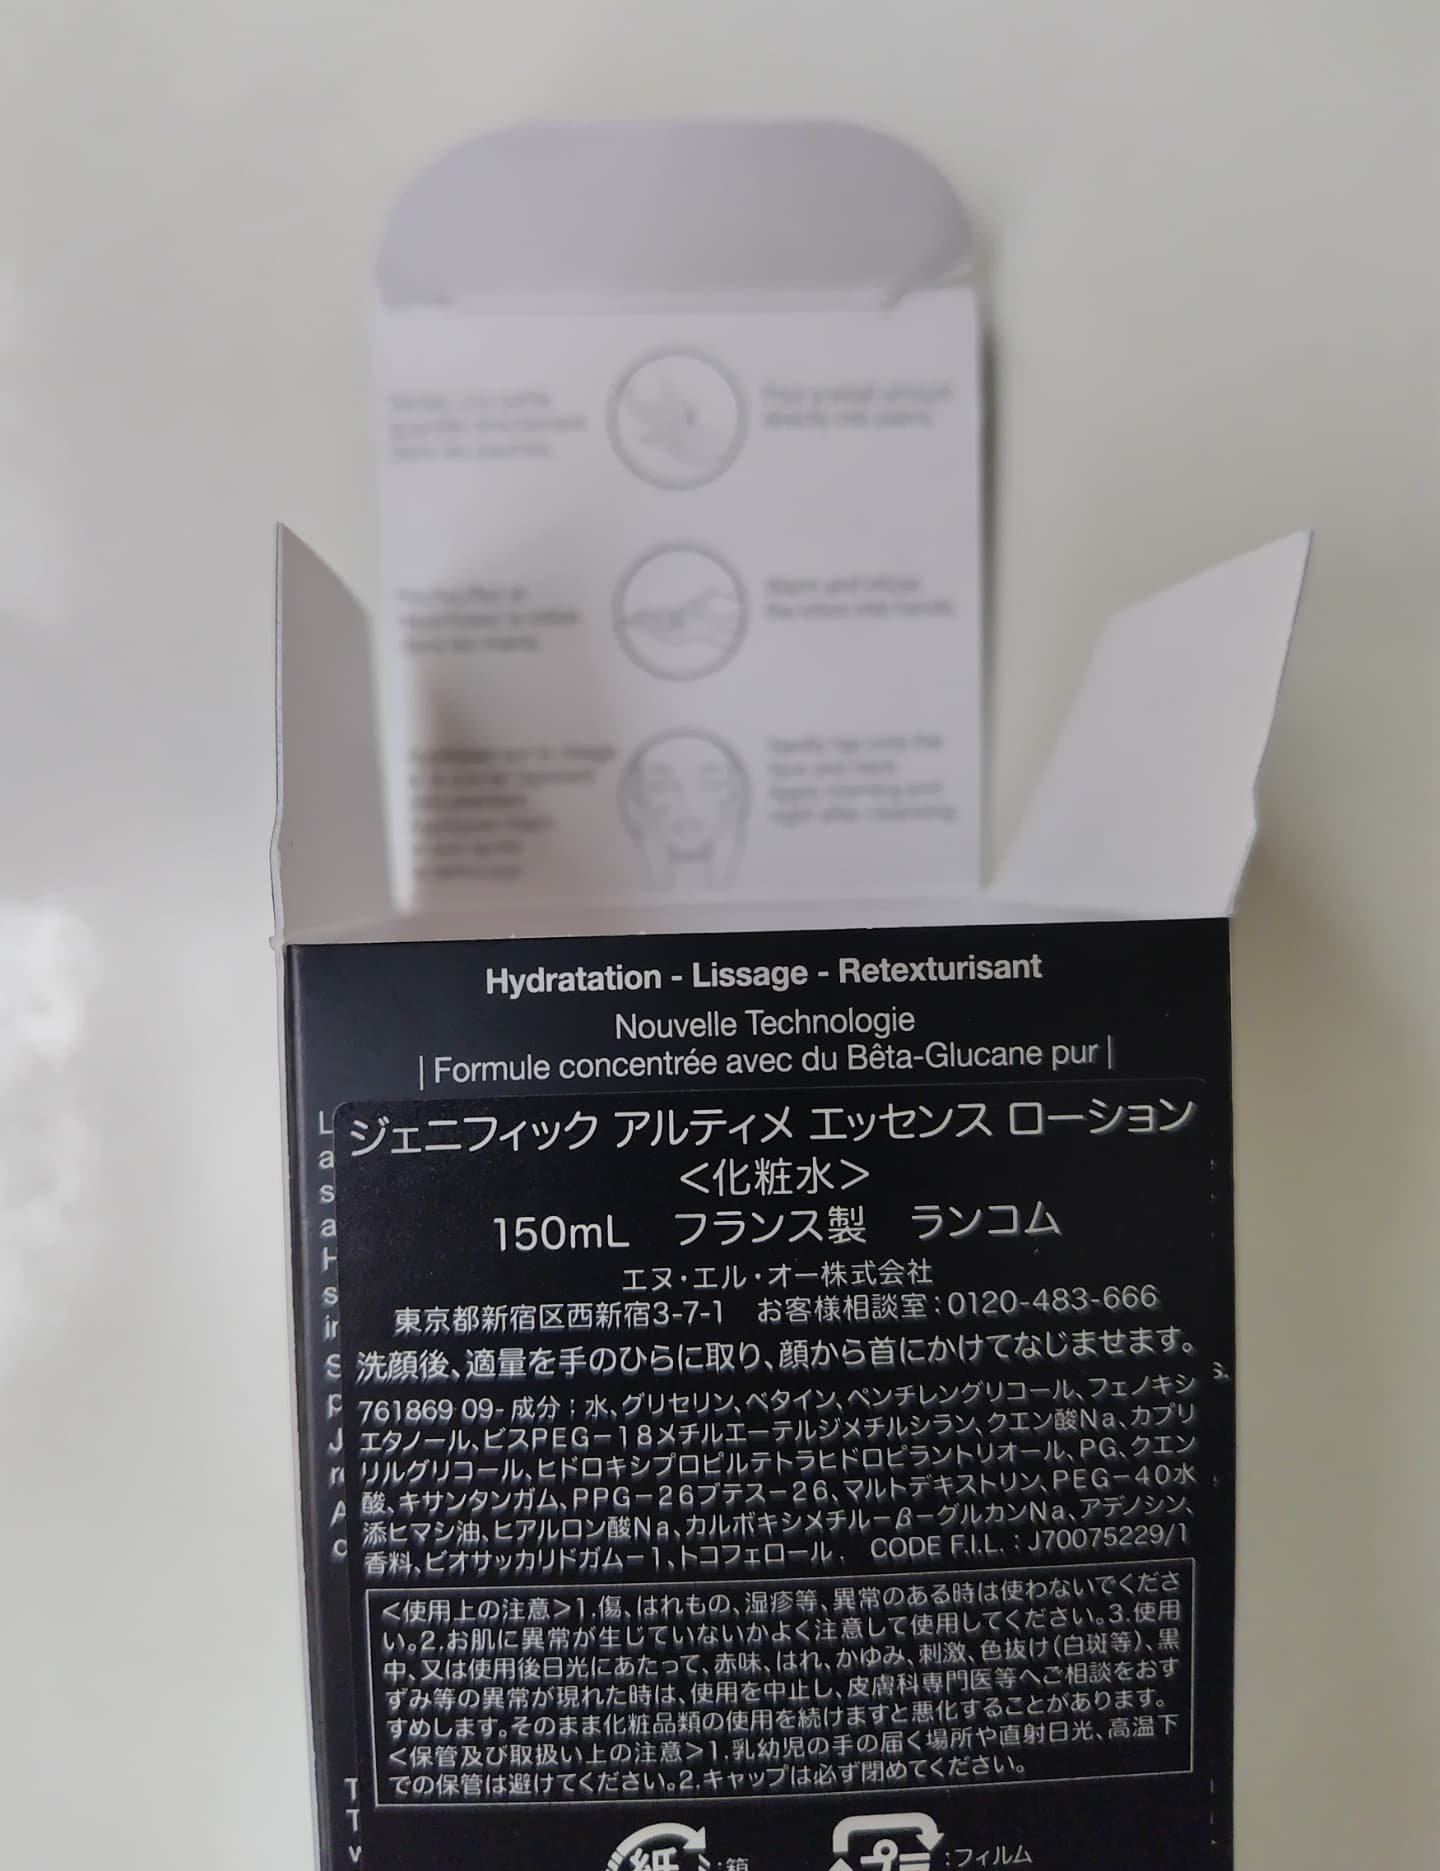 Hydratation - Lissage - Retexturisant
Nouvelle Technologie
| Formule concentrée avec du Bêta-Glucane pur |
ジェニフィック アルティメ エッセンス ローション
＜化粧水＞
150mL フランス製 ランコム
エヌ・エル・オー株式会社
東京都新宿区西新宿3-7-1 お客様相談室：0120-483-666
洗顔後、適量を手のひらに取り、顔から首にかけてなじませます。
761869 09- 成分：水、グリセリン、ベタイン、ペンチレングリコール、フェノキシ
エタノール、ビスPEG－18メチルエーテルジメチルシラン、クエン酸Na、カプリ
リルグリコール、ヒドロキシプロピルテトラヒドロピラントリオール、PG、クエン
酸、キサンタンガム、PPG－26ブテス－26、マルトデキストリン、PEG－40水
添ヒマシ油、ヒアルロン酸Na、カルボキシメチル－β－グルカンNa、アデノシン、
香料、ビオサッカリドガム－1、トコフェロール． CODE F.I.L.：J70075229/1
＜使用上の注意＞1.傷、はれもの、湿疹等、異常のある時は使わないでくださ
い。2.お肌に異常が生じていないかよく注意して使用してください。3.使用
中、又は使用後日光にあたって、赤味、はれ、かゆみ、刺激、色抜け（白斑等）、黒
ずみ等の異常が現れた時は、使用を中止し、皮膚科専門医等へご相談をおす
すめします。そのまま化粧品類の使用を続けますと悪化することがあります。
＜保管及び取扱い上の注意＞1.乳幼児の手の届く場所や直射日光、高温下
での保管は避けてください。2.キャップは必ず閉めてください。
紙 ：箱 プラ ：フィルム